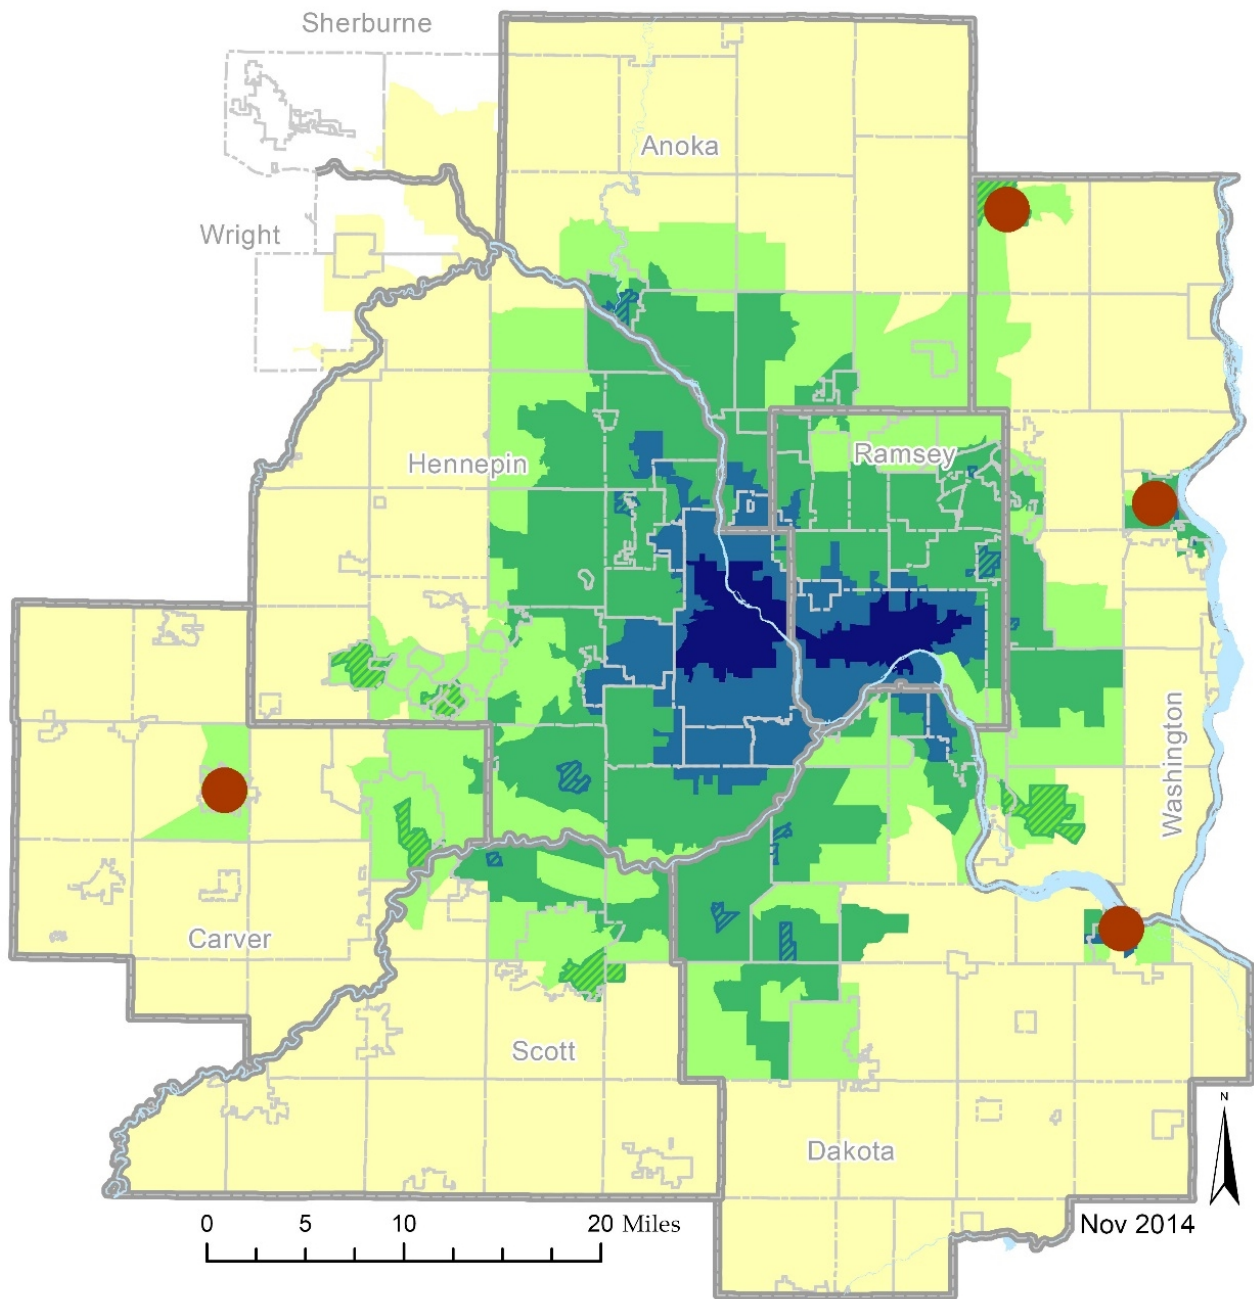 Sherburne
Anoka
Wright
Ramsey
Hennepin
Washington
Carver
Scott
Dakota
N
Nov 2014
0 5 10 20 Miles